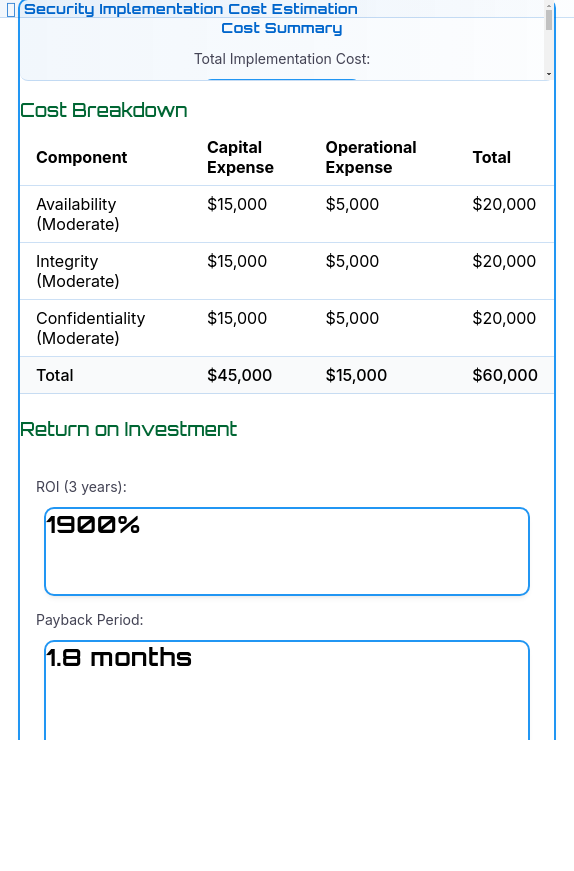 Security Implementation Cost Estimation
Cost Summary
Total Implementation Cost:
Cost Breakdown
Component Capital Expense Operational Expense Total
Availability (Moderate) $15,000 $5,000 $20,000
Integrity (Moderate) $15,000 $5,000 $20,000
Confidentiality (Moderate) $15,000 $5,000 $20,000
Total $45,000 $15,000 $60,000
Return on Investment
ROI (3 years):
1900%
Payback Period:
1.8 months